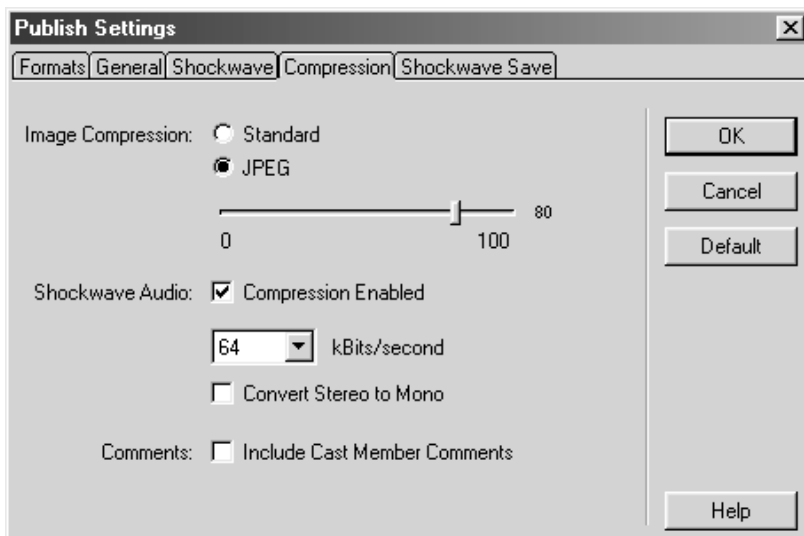 Publish Settings
Formats General Shockwave Compression Shockwave Save
Image Compression: Standard
JPEG
80
0 100
Shockwave Audio: Compression Enabled
64 kBits/second
Convert Stereo to Mono
Comments: Include Cast Member Comments
OK
Cancel
Default
Help